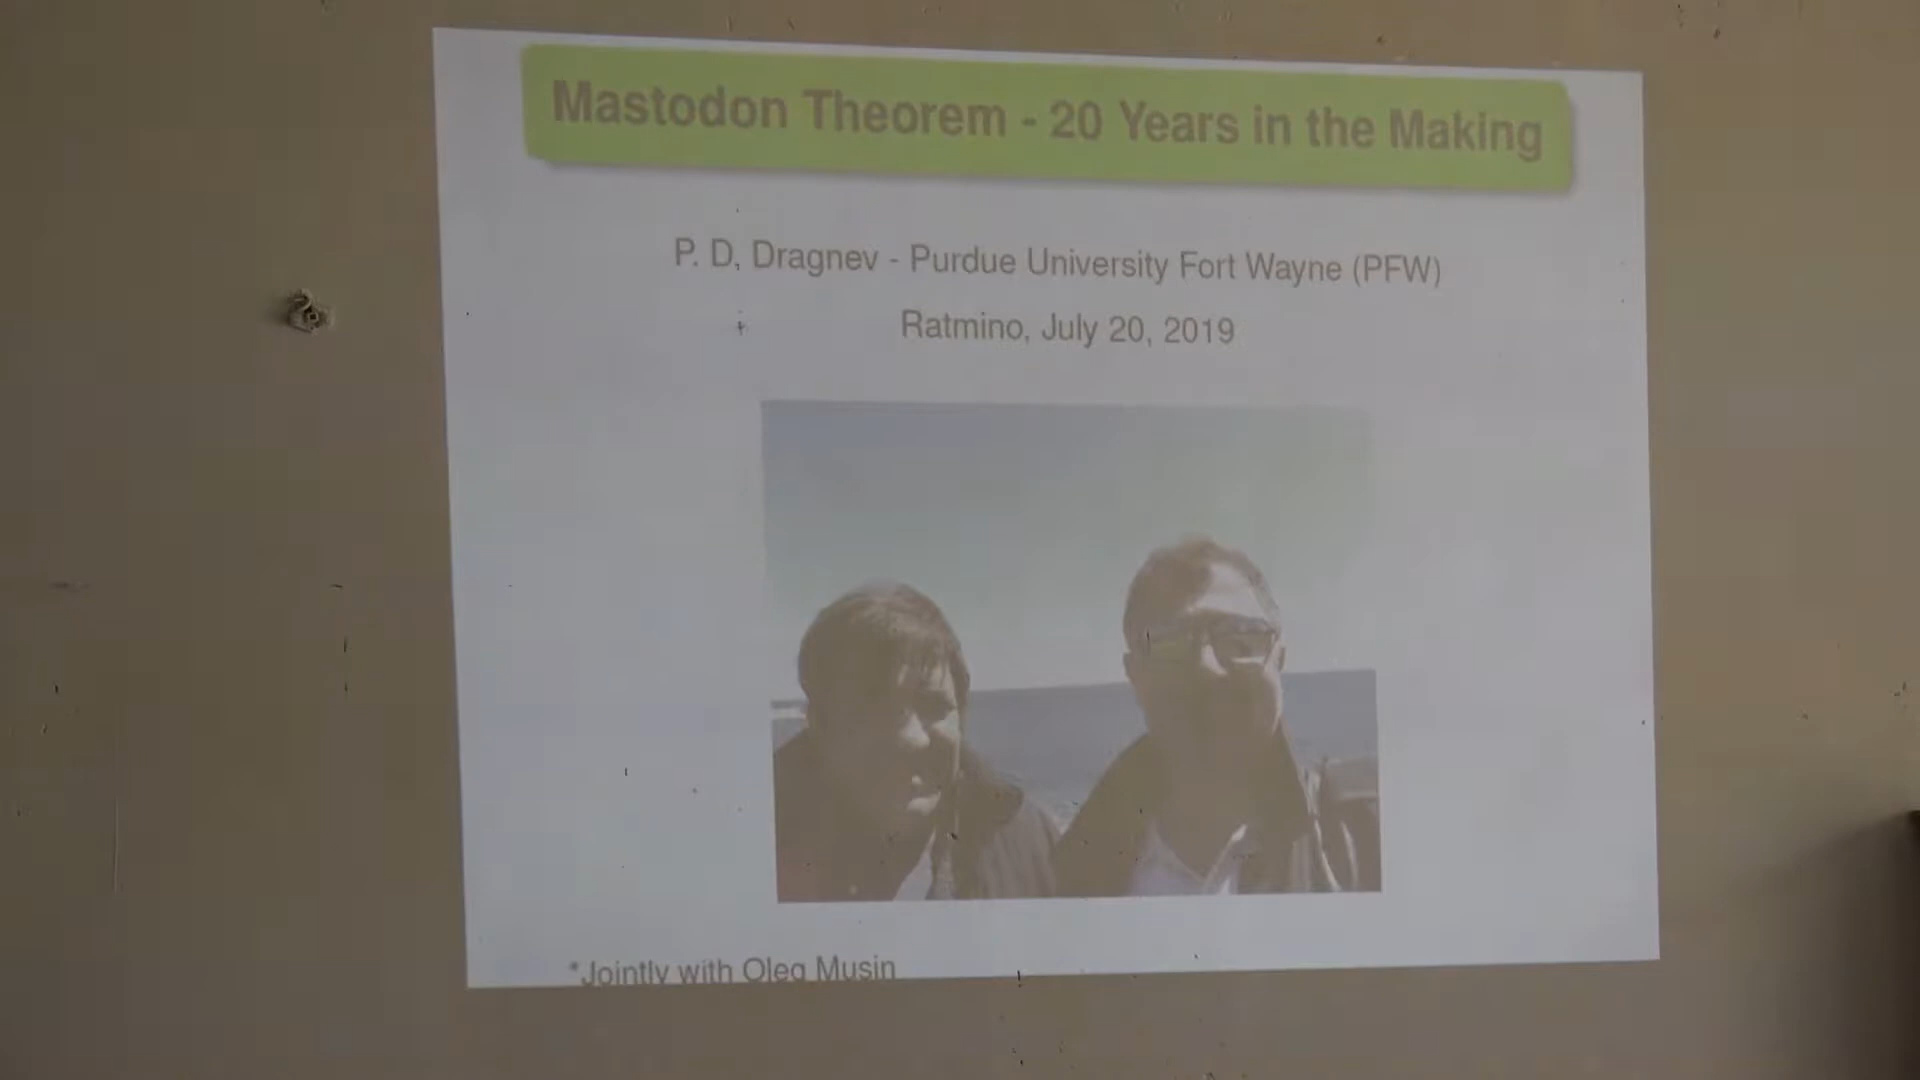 Mastodon Theorem - 20 Years in the Making
P. D. Dragnev - Purdue University Fort Wayne (PFW)
Ratmino, July 20, 2019
*Jointly with Oleg Musin